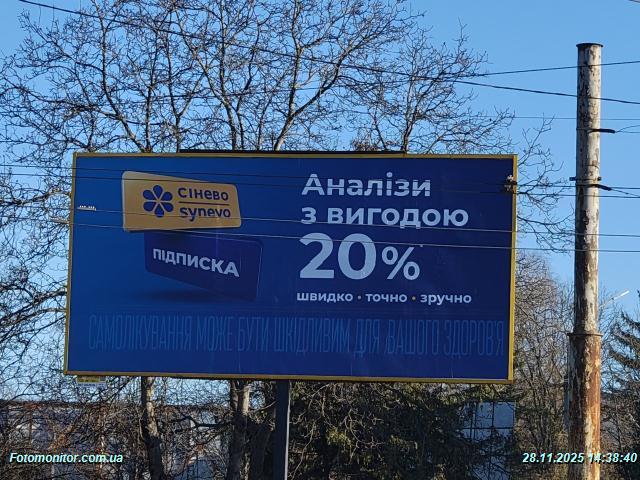 Сінево
synevo
ПІДПИСКА
Аналізи
з вигодою
20%
швидко • точно • зручно
САМОЛІКУВАННЯ МОЖЕ БУТИ ШКІДЛИВИМ ДЛЯ ВАШОГО ЗДОРОВ'Я
Fotomonitor.com.ua
28.11.2025 14:38:40